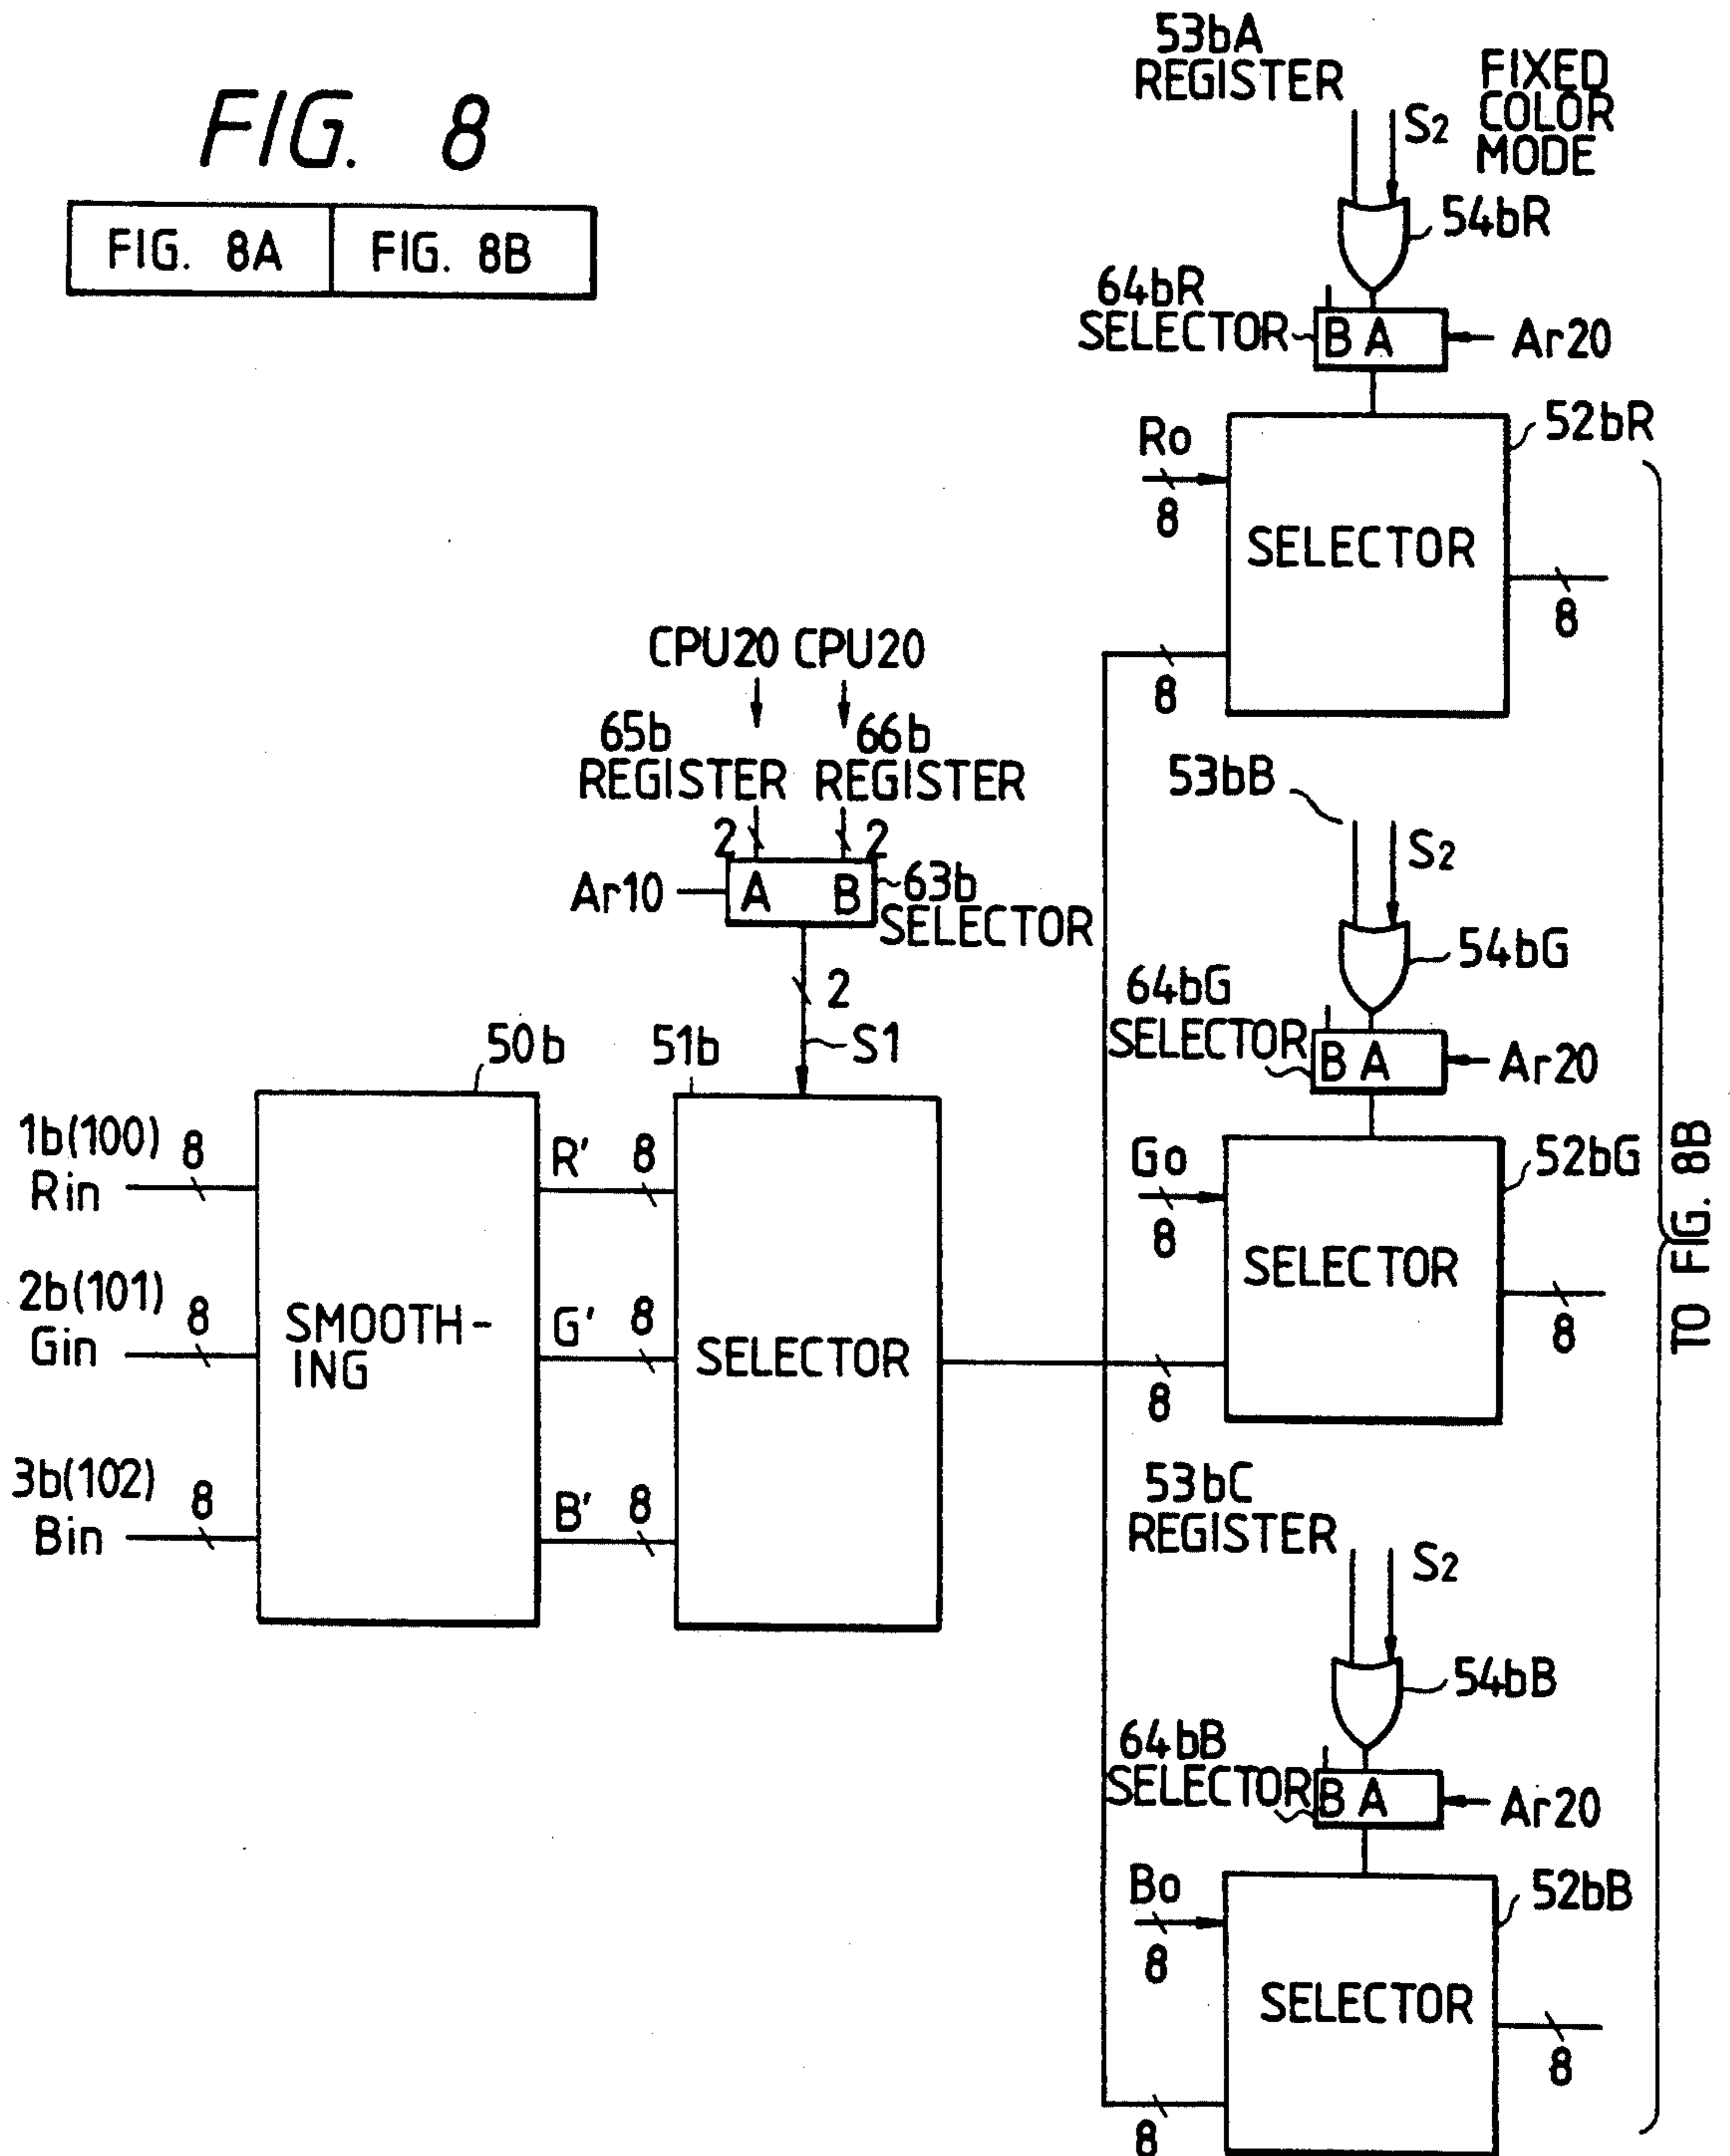 FIG. 8
FIG. 8A
FIG. 8B
53bA
REGISTER
S2
FIXED
COLOR
MODE
54bR
64bR
SELECTOR
B A
Ar20
52bR
Ro
8
SELECTOR
8
8
CPU20 CPU20
65b
REGISTER
66b
REGISTER
2
2
Ar10
A B
63b
SELECTOR
2
S1
53bB
S2
54bG
64bG
SELECTOR
B A
Ar20
52bG
Go
8
SELECTOR
8
8
50b
51b
1b(100)
Rin
8
R'
8
2b(101)
Gin
8
SMOOTH-
ING
G'
8
SELECTOR
3b(102)
Bin
8
B'
8
53bC
REGISTER
S2
54bB
64bB
SELECTOR
B A
Ar20
52bB
Bo
8
SELECTOR
8
8
TO FIG. 8B